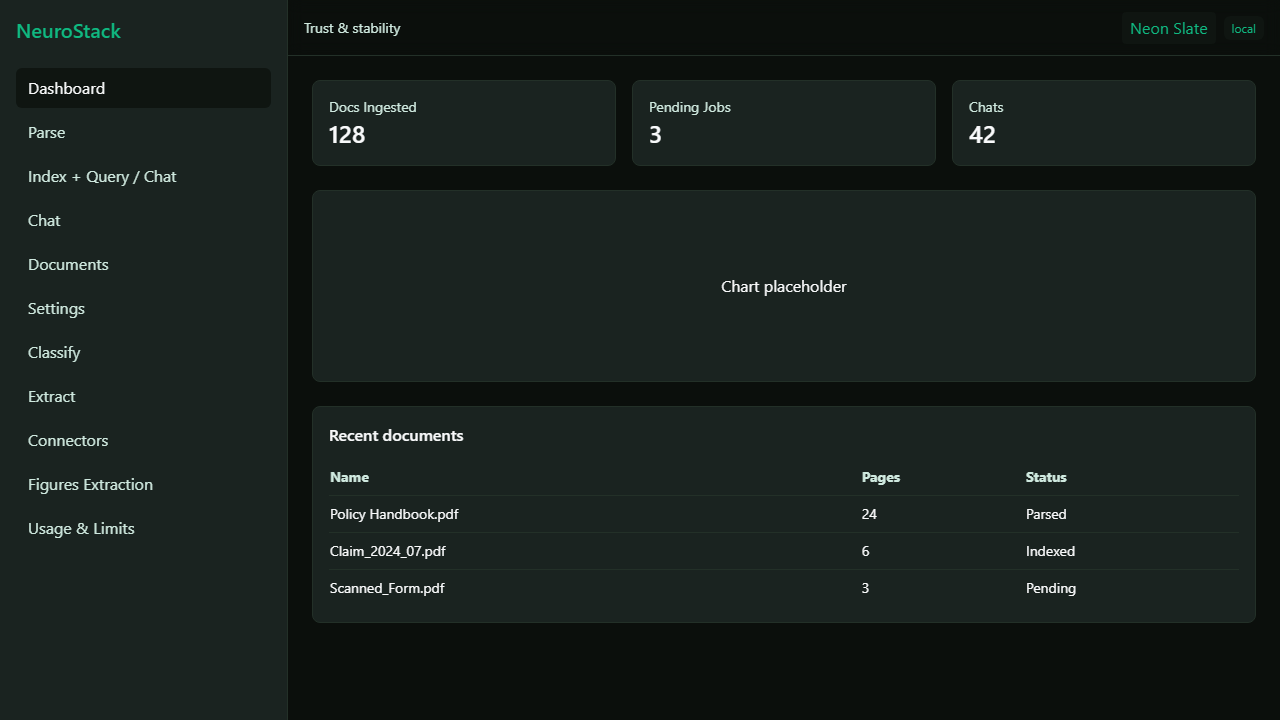 NeuroStack
Dashboard
Parse
Index + Query / Chat
Chat
Documents
Settings
Classify
Extract
Connectors
Figures Extraction
Usage & Limits
Trust & stability
Neon Slate
local
Docs Ingested
128
Pending Jobs
3
Chats
42
Chart placeholder
Recent documents
Name Pages Status
Policy Handbook.pdf 24 Parsed
Claim_2024_07.pdf 6 Indexed
Scanned_Form.pdf 3 Pending